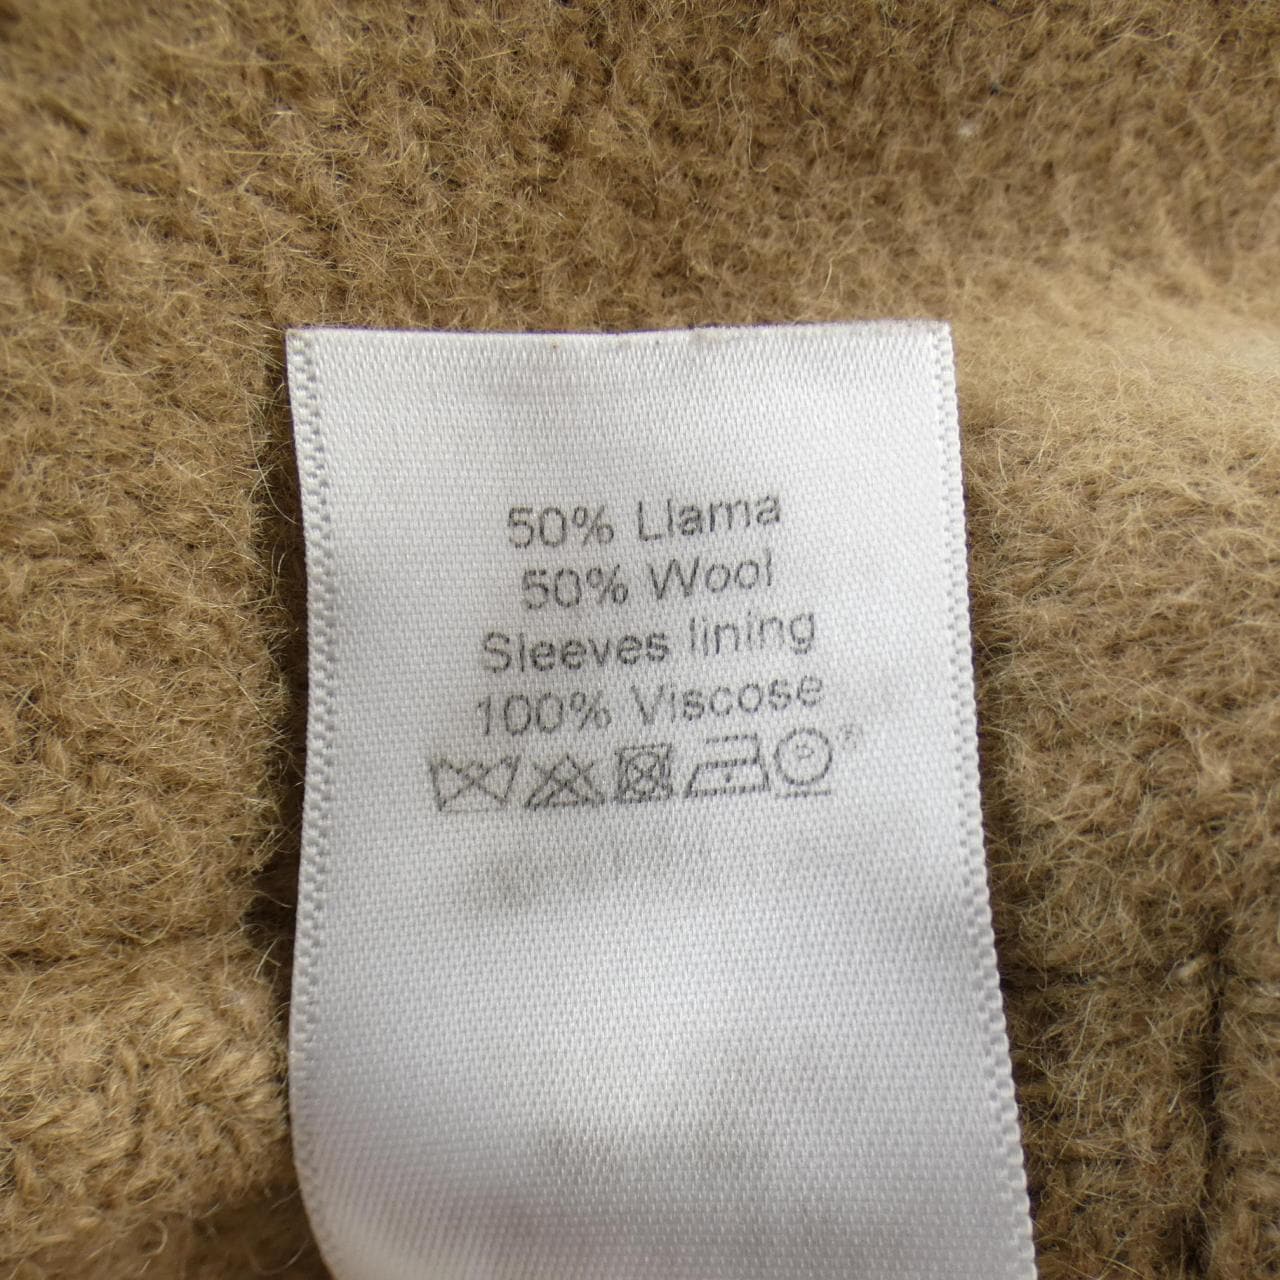 50% Llama
50% Wool
Sleeves lining
100% Viscose
P ®